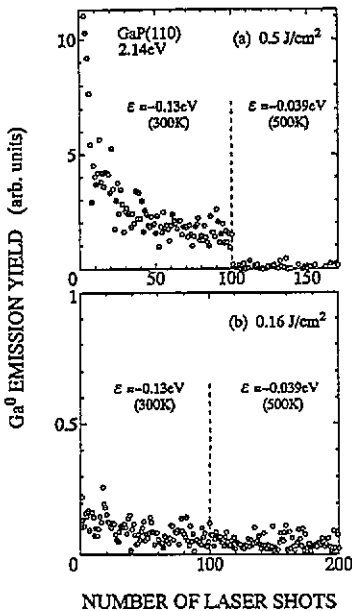 10
GaP(110)
2.14eV
(a) 0.5 J/cm²
ε =−0.13eV
(300K)
ε =−0.039eV
(500K)
5
0
50
100
150
Ga⁰ EMISSION YIELD (arb. units)
1
(b) 0.16 J/cm²
ε =−0.13eV
(300K)
ε =−0.039eV
(500K)
0.5
0
100
200
NUMBER OF LASER SHOTS